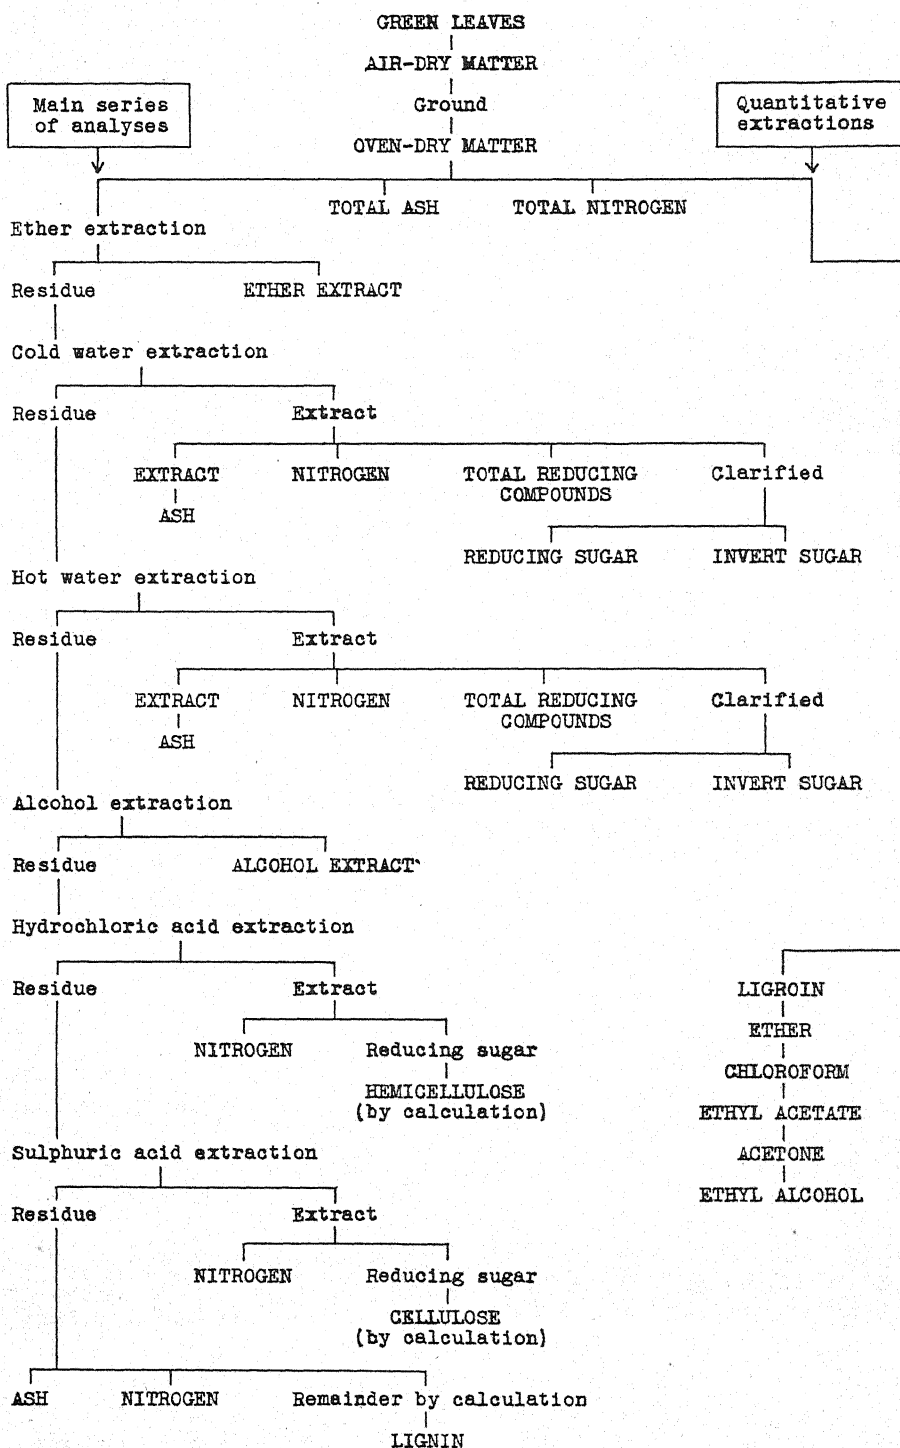 GREEN LEAVES
AIR-DRY MATTER
Main series
of analyses
Ground
Quantitative
extractions
OVEN-DRY MATTER
TOTAL ASH TOTAL NITROGEN
Ether extraction
Residue ETHER EXTRACT
Cold water extraction
Residue Extract
EXTRACT NITROGEN TOTAL REDUCING Clarified
COMPOUNDS
ASH
REDUCING SUGAR INVERT SUGAR
Hot water extraction
Residue Extract
EXTRACT NITROGEN TOTAL REDUCING Clarified
COMPOUNDS
ASH
REDUCING SUGAR INVERT SUGAR
Alcohol extraction
Residue ALCOHOL EXTRACT
Hydrochloric acid extraction
Residue Extract
NITROGEN Reducing sugar
HEMICELLULOSE
(by calculation)
LIGROIN
ETHER
CHLOROFORM
ETHYL ACETATE
ACETONE
ETHYL ALCOHOL
Sulphuric acid extraction
Residue Extract
NITROGEN Reducing sugar
CELLULOSE
(by calculation)
ASH NITROGEN Remainder by calculation
LIGNIN